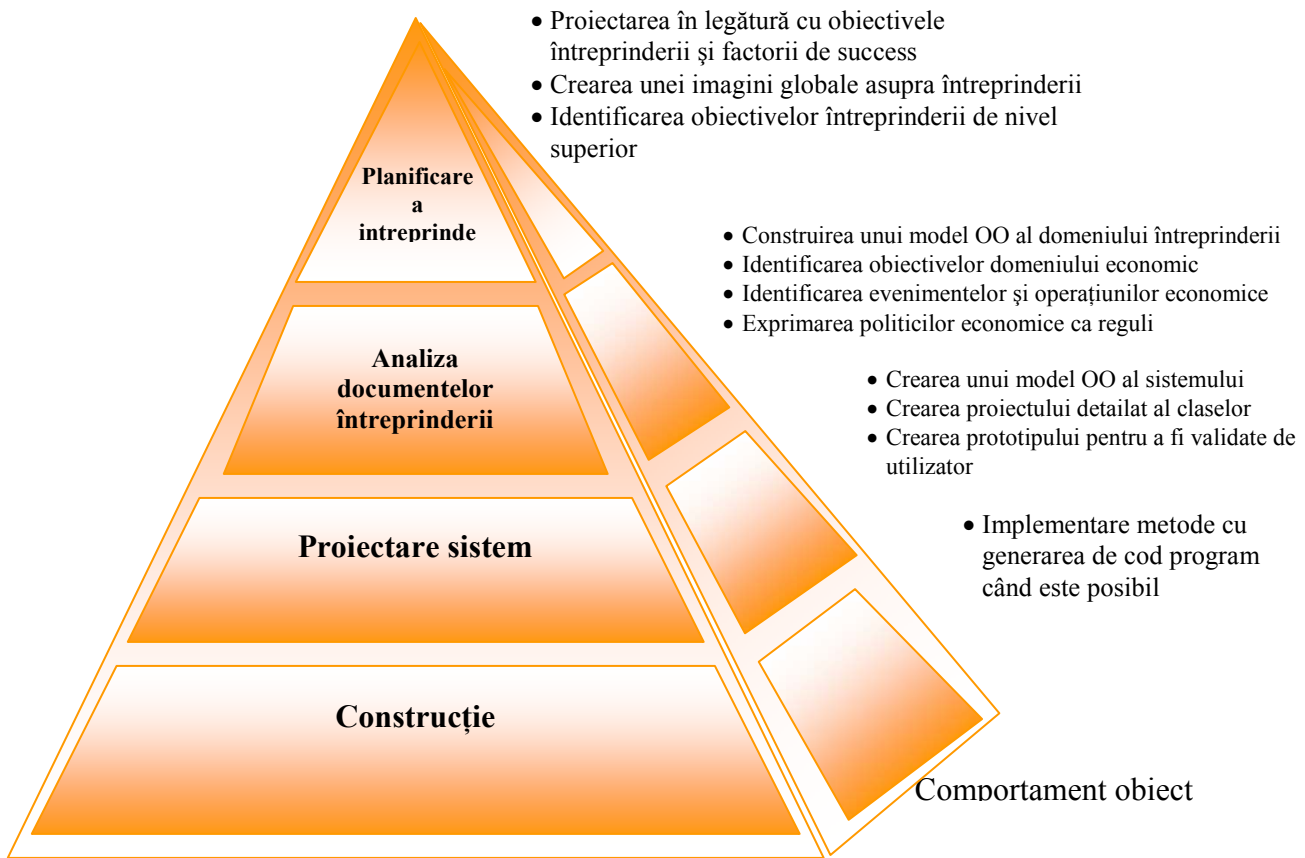 • Proiectarea în legătură cu obiectivele
întreprinderii şi factorii de success
• Crearea unei imagini globale asupra întreprinderii
• Identificarea obiectivelor întreprinderii de nivel
superior
Planificare
a
intreprinde
• Construirea unui model OO al domeniului întreprinderii
• Identificarea obiectivelor domeniului economic
• Identificarea evenimentelor şi operațiunilor economice
• Exprimarea politicilor economice ca reguli
Analiza
documentelor
întreprinderii
• Crearea unui model OO al sistemului
• Crearea proiectului detailat al claselor
• Crearea prototipului pentru a fi validate de
utilizator
Proiectare sistem
• Implementare metode cu
generarea de cod program
când este posibil
Construcție
Comportament obiect